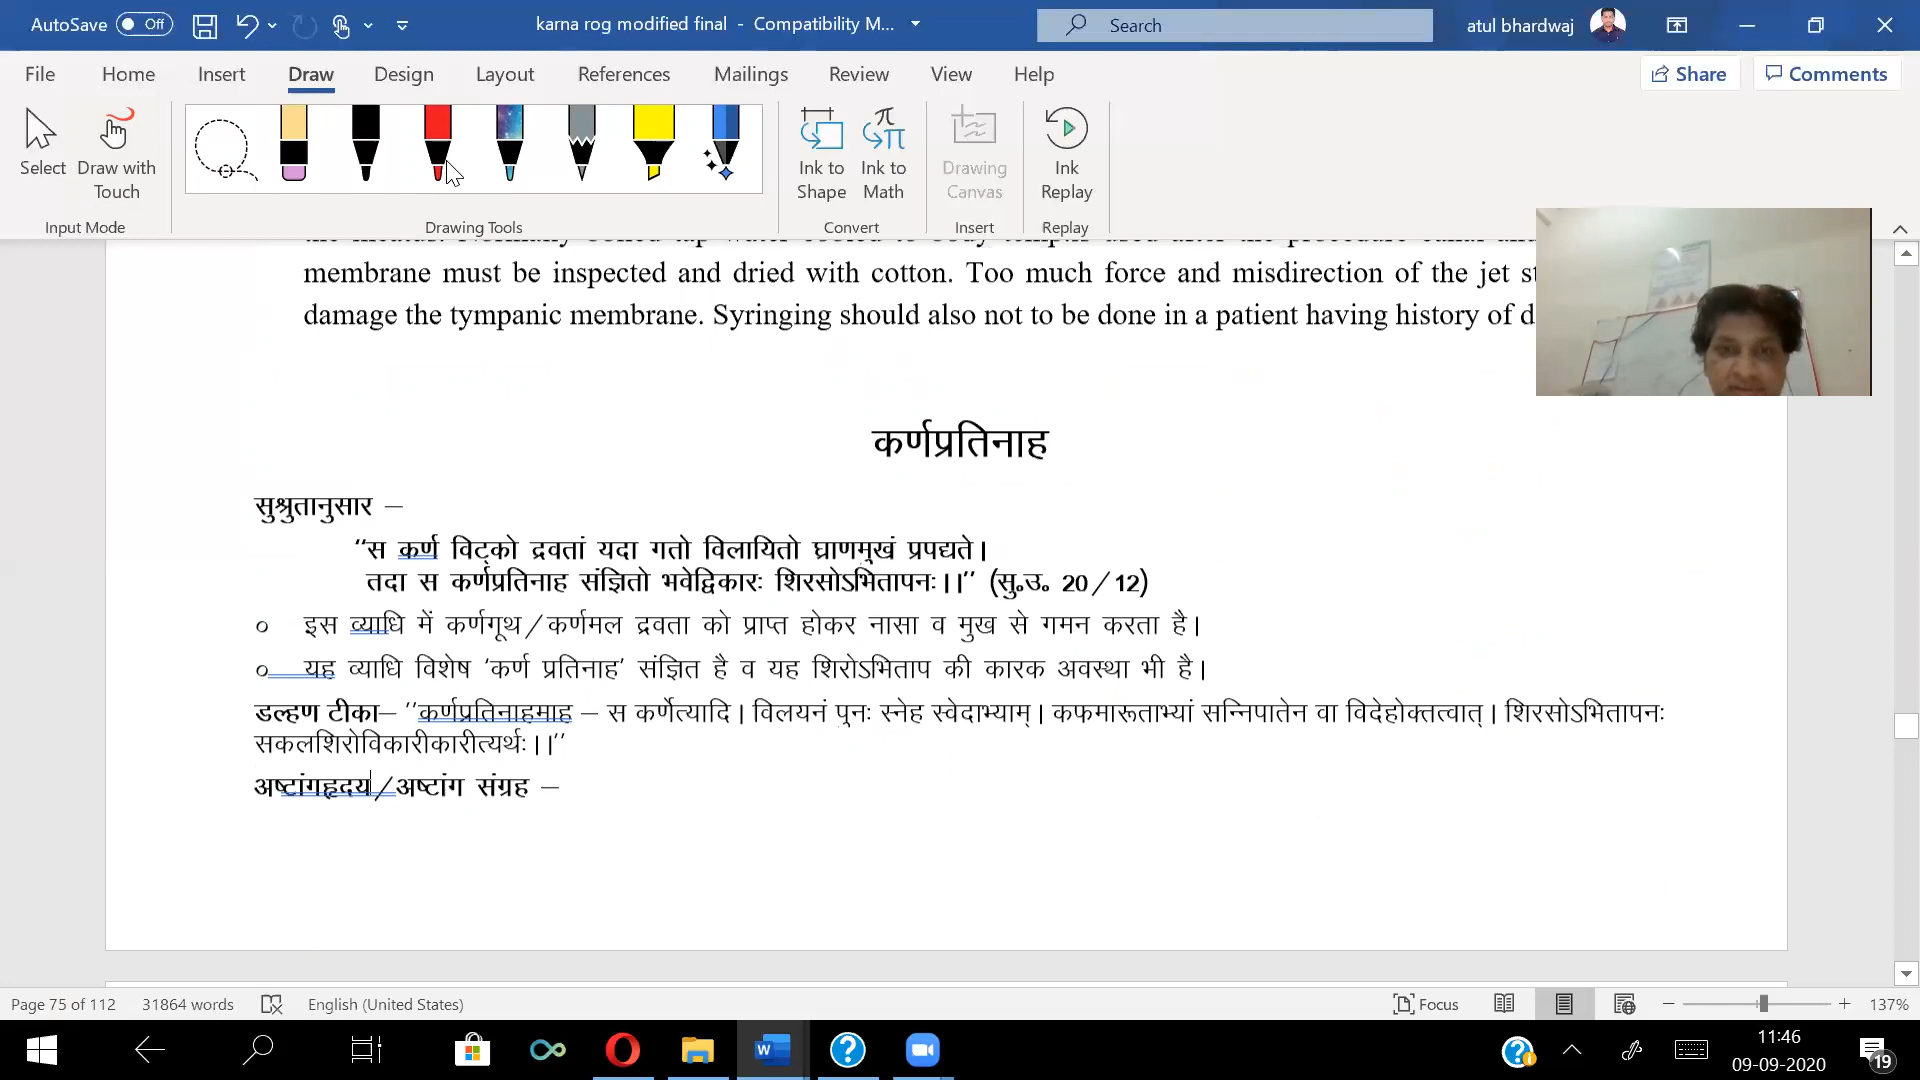 AutoSave Off karna rog modified final - Compatibility M... Search atul bhardwaj
File Home Insert Draw Design Layout References Mailings Review View Help Share Comments
Select Draw with Touch Ink to Shape Ink to Math Drawing Canvas Ink Replay
Input Mode Drawing Tools Convert Insert Replay
membrane must be inspected and dried with cotton. Too much force and misdirection of the jet
damage the tympanic membrane. Syringing should also not to be done in a patient having history of
कर्णप्रतिनाह
सुश्रुतानुसार –
''स कर्ण विट्को द्रवतां यदा गतो विलायितो घ्राणमुखं प्रपद्यते।
तदा स कर्णप्रतिनाह संज्ञितो भवेद्विकारः शिरसोऽभितापनः।।'' (सु॰उ॰ 20/12)
o इस व्याधि में कर्णगूथ/कर्णमल द्रवता को प्राप्त होकर नासा व मुख से गमन करता है।
o यह व्याधि विशेष 'कर्ण प्रतिनाह' संज्ञित है व यह शिरोऽभिताप की कारक अवस्था भी है।
डल्हण टीका– ''कर्णप्रतिनाहमाह – स कर्णेत्यादि। विलयनं पुनः स्नेह स्वेदाभ्याम्। कफमारूताभ्यां सन्निपातेन वा विदेहोक्तत्वात्। शिरसोऽभितापनः
सकलशिरोविकारीकारीत्यर्थः।।''
अष्टांगहृदय/अष्टांग संग्रह –
Page 75 of 112 31864 words English (United States) Focus 137%
11:46
09-09-2020
19